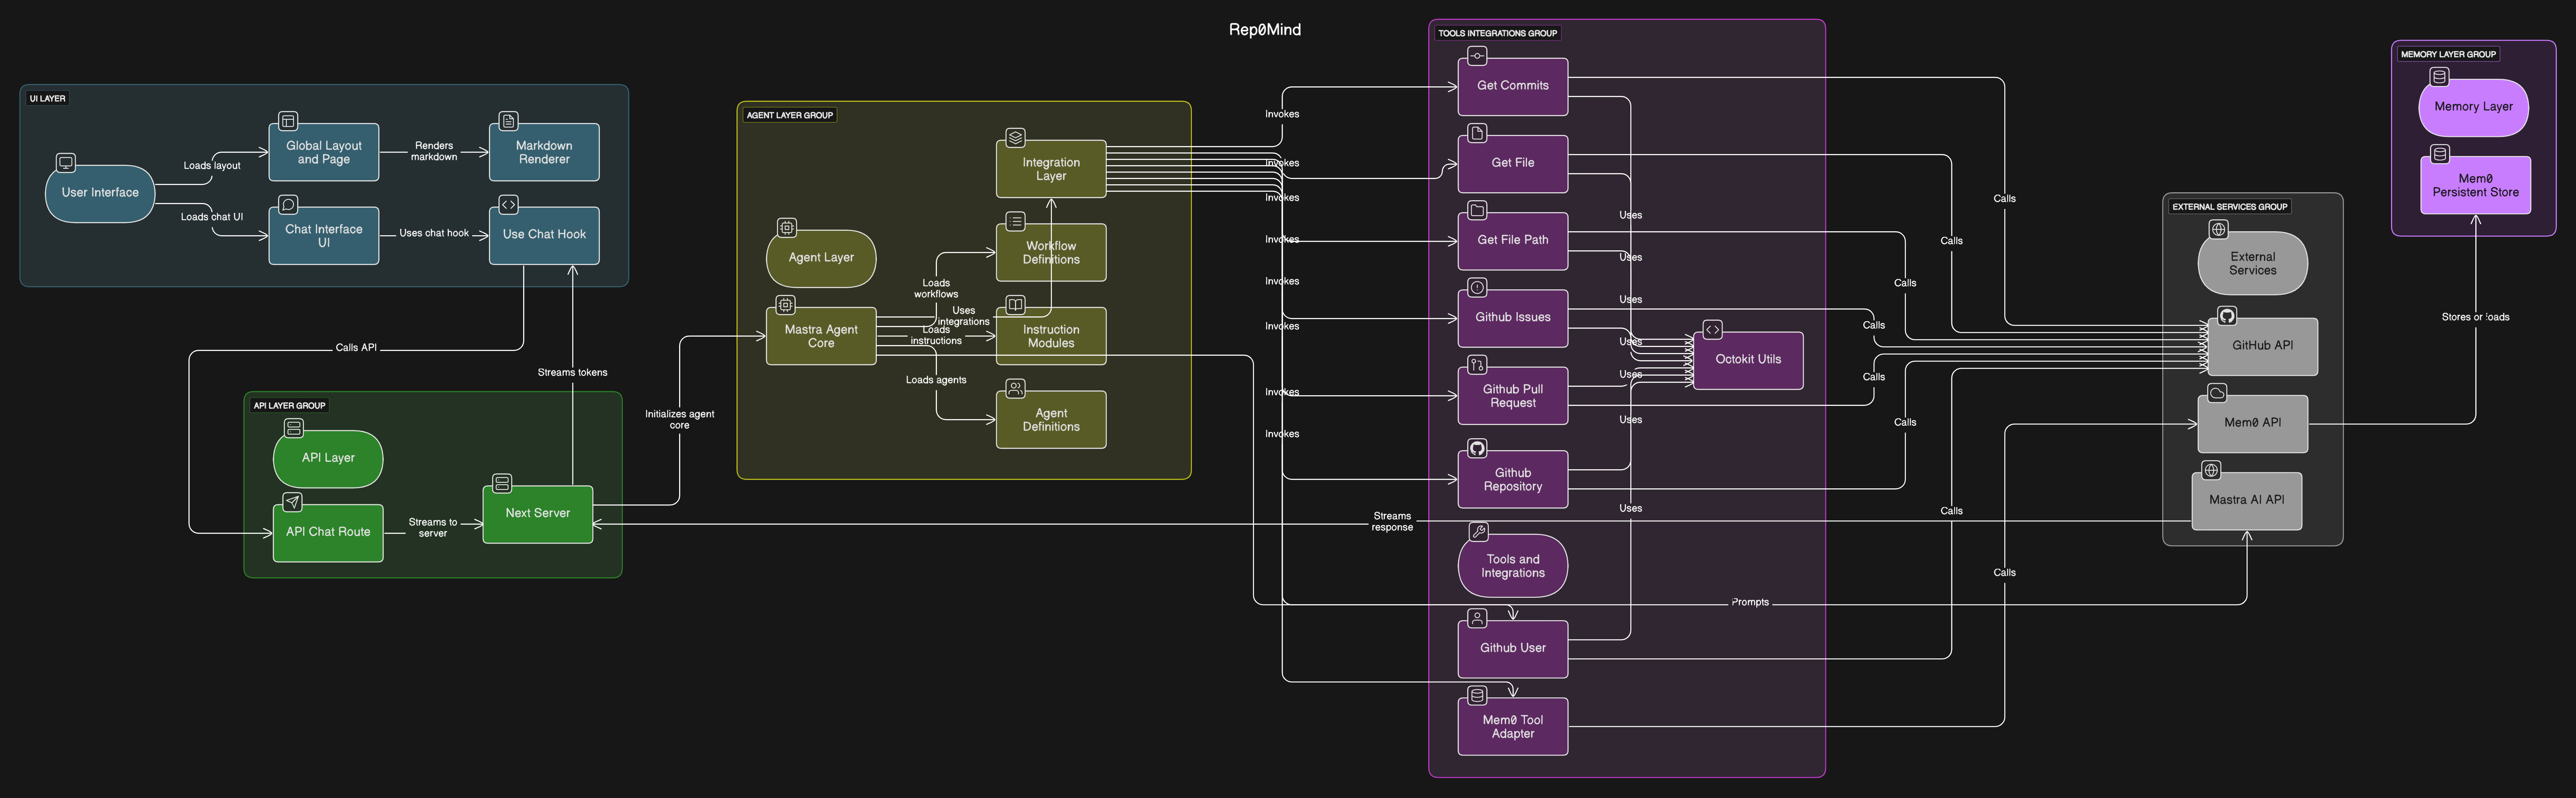 Rep0Mind
UI LAYER
User Interface
Loads layout
Loads chat UI
Global Layout
and Page
Renders
markdown
Markdown
Renderer
Chat Interface
UI
Uses chat hook
Use Chat Hook
Calls API
Streams tokens
API LAYER GROUP
API Layer
API Chat Route
Streams to
server
Next Server
Initializes agent
core
AGENT LAYER GROUP
Agent Layer
Mastra Agent
Core
Loads
workflows
Uses
integrations
Loads
instructions
Loads agents
Integration
Layer
Workflow
Definitions
Instruction
Modules
Agent
Definitions
Invokes
Invokes
Invokes
Invokes
Invokes
Invokes
Invokes
Invokes
Streams
response
TOOLS INTEGRATIONS GROUP
Get Commits
Get File
Get File Path
Github Issues
Github Pull
Request
Github
Repository
Tools and
Integrations
Github User
Mem0 Tool
Adapter
Uses
Uses
Uses
Uses
Uses
Uses
Uses
Octokit Utils
Prompts
Calls
Calls
Calls
Calls
Calls
Calls
Calls
Calls
EXTERNAL SERVICES GROUP
External
Services
GitHub API
Mem0 API
Mastra AI API
Stores or loads
MEMORY LAYER GROUP
Memory Layer
Mem0
Persistent Store